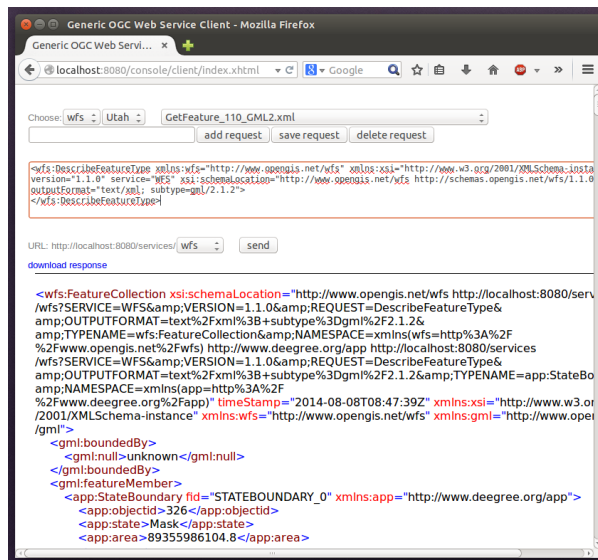 Generic OGC Web Service Client - Mozilla Firefox
Generic OGC Web Servi...
localhost:8080/console/client/index.xhtml
Google
Choose: wfs Utah GetFeature_110_GML2.xml
add request save request delete request
<wfs:DescribeFeatureType xmlns:wfs="http://www.opengis.net/wfs" xmlns:xsi="http://www.w3.org/2001/XMLSchema-insta
version="1.1.0" service="WFS" xsi:schemaLocation="http://www.opengis.net/wfs http://schemas.opengis.net/wfs/1.1.0
outputFormat="text/xml; subtype=gml/2.1.2">
</wfs:DescribeFeatureType>
URL: http://localhost:8080/services/ wfs send
download response
<wfs:FeatureCollection xsi:schemaLocation="http://www.opengis.net/wfs http://localhost:8080/serv
/wfs?SERVICE=WFS&amp;VERSION=1.1.0&amp;REQUEST=DescribeFeatureType&
amp;OUTPUTFORMAT=text%2Fxml%3B+subtype%3Dgml%2F2.1.2&
amp;TYPENAME=wfs:FeatureCollection&amp;NAMESPACE=xmlns(wfs=http%3A%2F
%2Fwww.opengis.net%2Fwfs) http://www.deegree.org/app http://localhost:8080/services
/wfs?SERVICE=WFS&amp;VERSION=1.1.0&amp;REQUEST=DescribeFeatureType&
amp;OUTPUTFORMAT=text%2Fxml%3B+subtype%3Dgml%2F2.1.2&amp;TYPENAME=app:StateBo
amp;NAMESPACE=xmlns(app=http%3A%2F
%2Fwww.deegree.org%2Fapp)" timeStamp="2014-08-08T08:47:39Z" xmlns:xsi="http://www.w3.or
/2001/XMLSchema-instance" xmlns:wfs="http://www.opengis.net/wfs" xmlns:gml="http://www.oper
/gml">
<gml:boundedBy>
<gml:null>unknown</gml:null>
</gml:boundedBy>
<gml:featureMember>
<app:StateBoundary fid="STATEBOUNDARY_0" xmlns:app="http://www.deegree.org/app">
<app:objectid>326</app:objectid>
<app:state>Mask</app:state>
<app:area>89355986104.8</app:area>